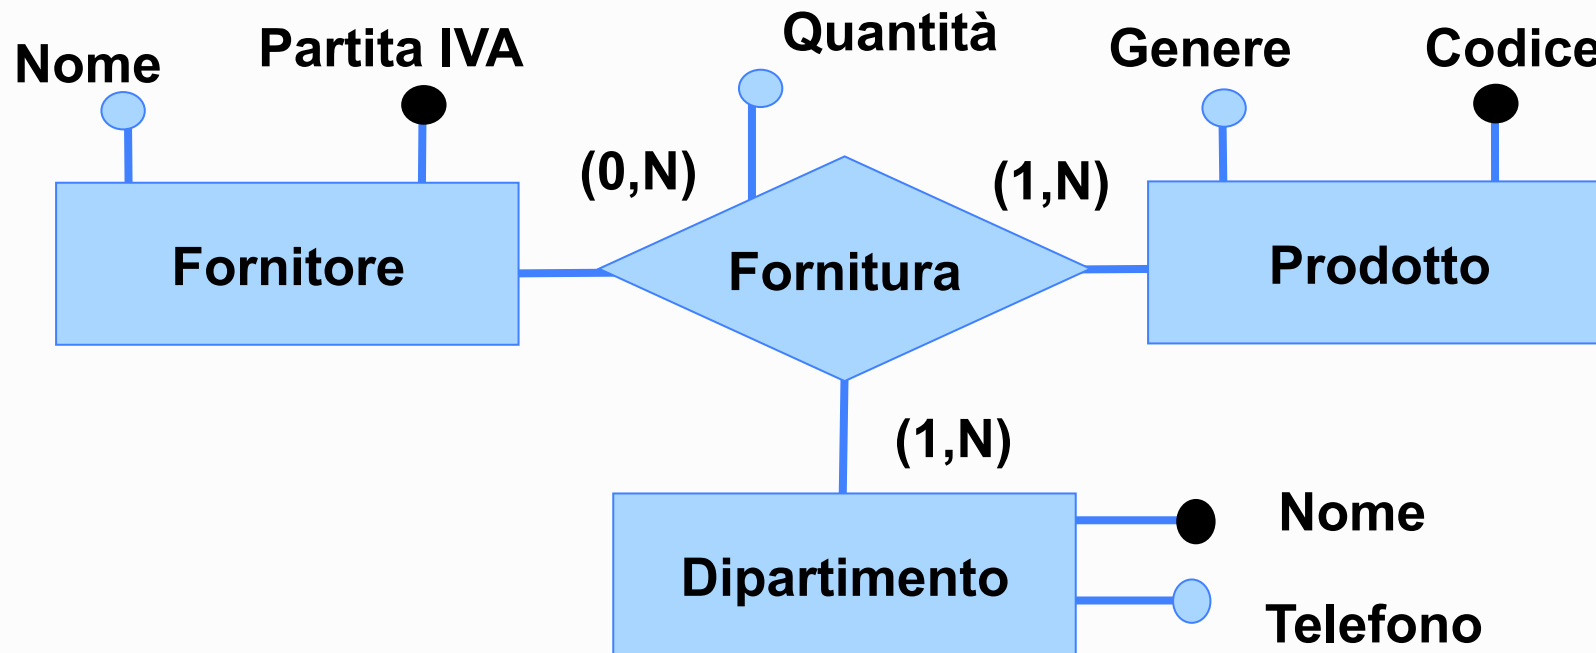 Nome
Partita IVA
Quantità
Genere
Codice
(0,N)
(1,N)
Fornitore
Fornitura
Prodotto
(1,N)
Dipartimento
Nome
Telefono